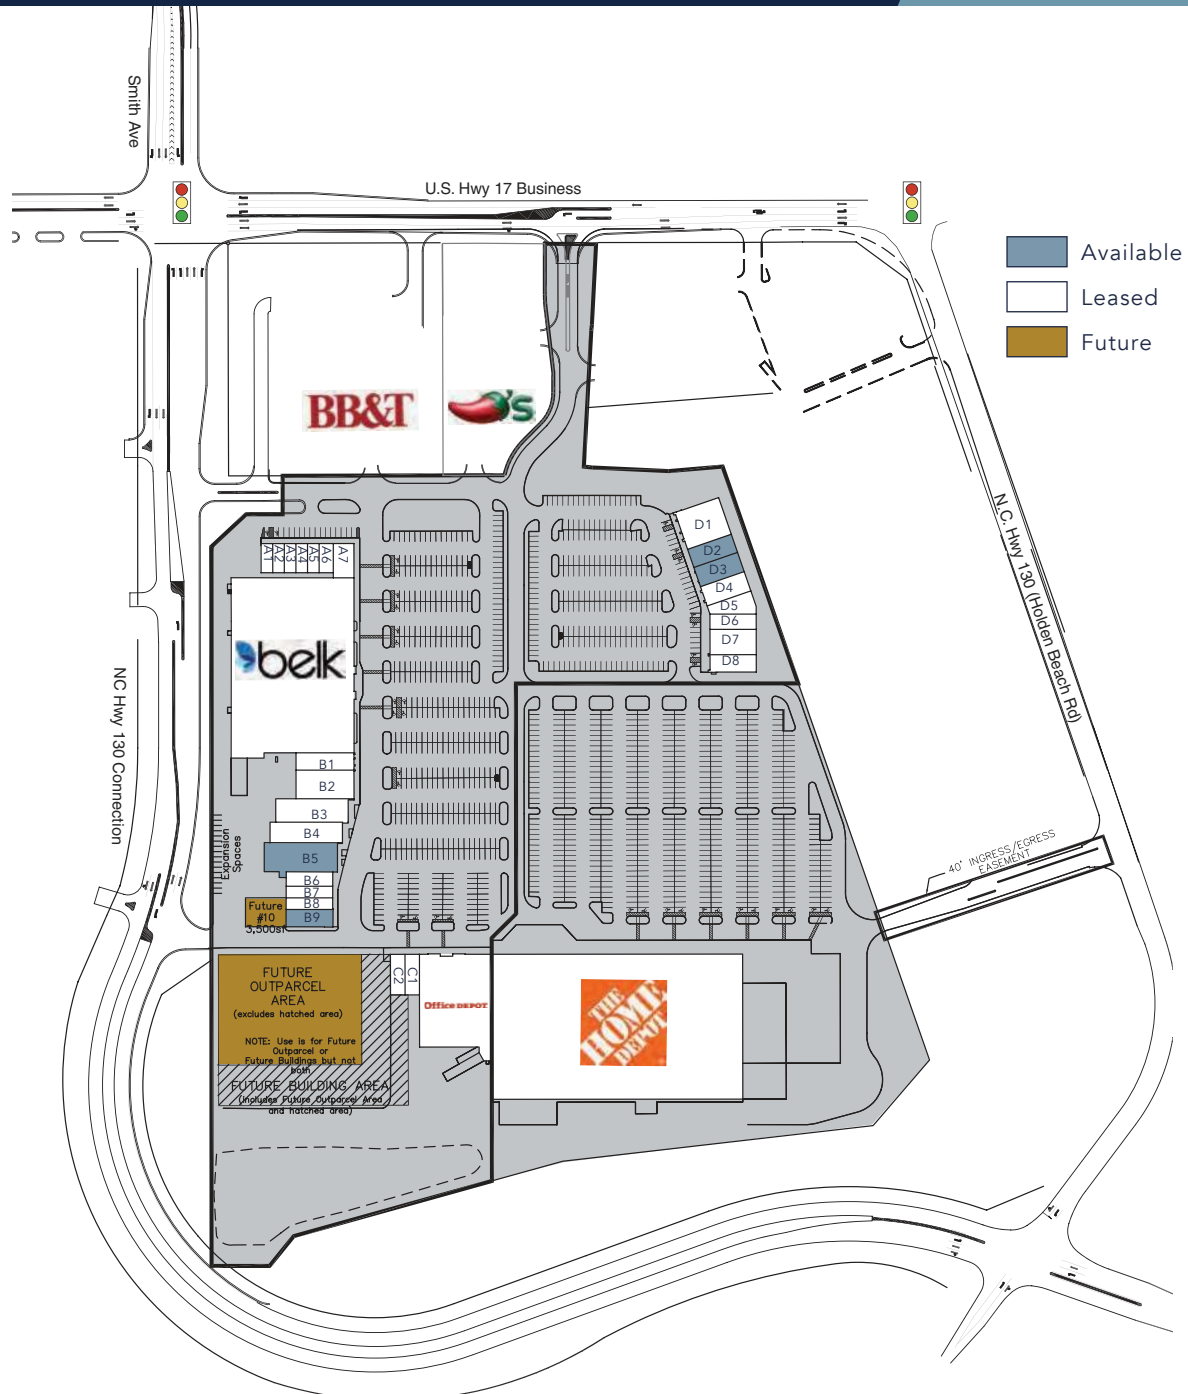 Smith Ave
U.S. Hwy 17 Business
Available
Leased
Future
BB&T
's
N.C. Hwy 130 (Holden Beach Rd)
D1
D2
D3
D4
D5
D6
D7
D8
A1
A2
A3
A4
A5
A6
A7
belk
NC Hwy 130 Connection
B1
B2
B3
B4
B5
B6
B7
B8
B9
Expansion
Spaces
Future
#10
3,500sf
40' INGRESS/EGRESS
EASEMENT
FUTURE
OUTPARCEL
AREA
(excludes hatched area)
NOTE: Use is for Future
Outparcel or
Future Buildings but not
both
FUTURE BUILDING AREA
(Includes Future Outparcel Area
and hatched area)
C2
C1
Office DEPOT
THE
HOME
DEPOT